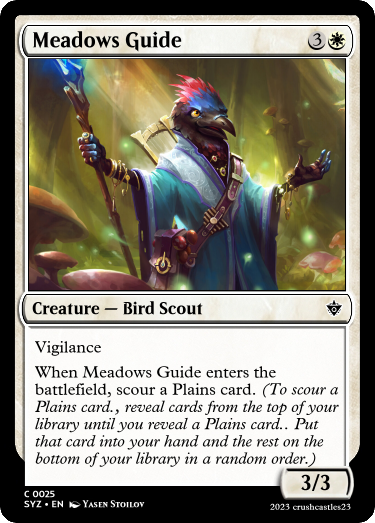 Meadows Guide 3
Creature — Bird Scout
Vigilance
When Meadows Guide enters the
battlefield, scour a Plains card. (To scour a
Plains card., reveal cards from the top of your
library until you reveal a Plains card.. Put
that card into your hand and the rest on the
bottom of your library in a random order.)
3/3
C 0025
SYZ • EN Yasen Stoilov
2023 crushcastles23